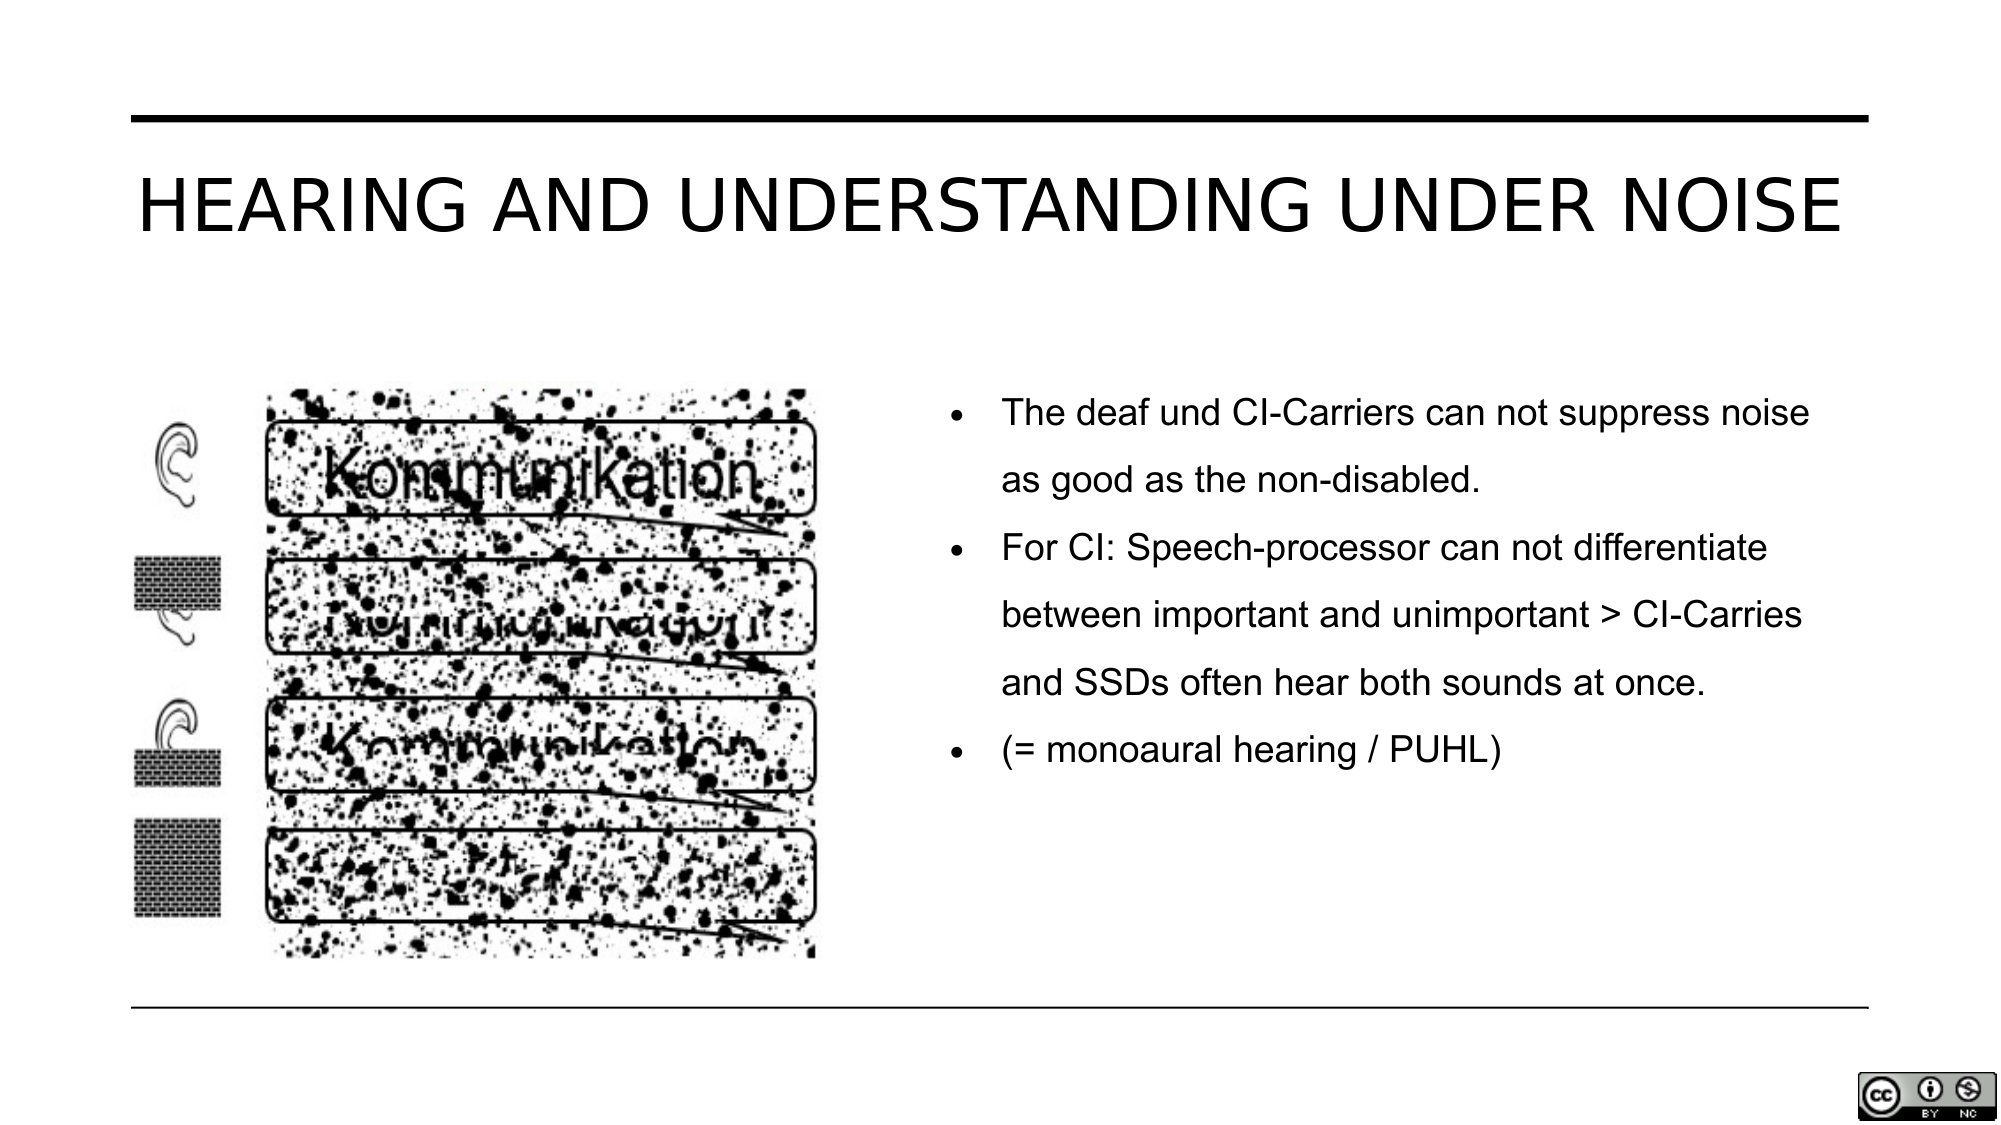 HEARING AND UNDERSTANDING UNDER NOISE
Kommunikation
Kommunikation
Kommunikation
• The deaf und CI-Carriers can not suppress noise
as good as the non-disabled.
• For CI: Speech-processor can not differentiate
between important and unimportant > CI-Carries
and SSDs often hear both sounds at once.
• (= monoaural hearing / PUHL)
cc BY NC